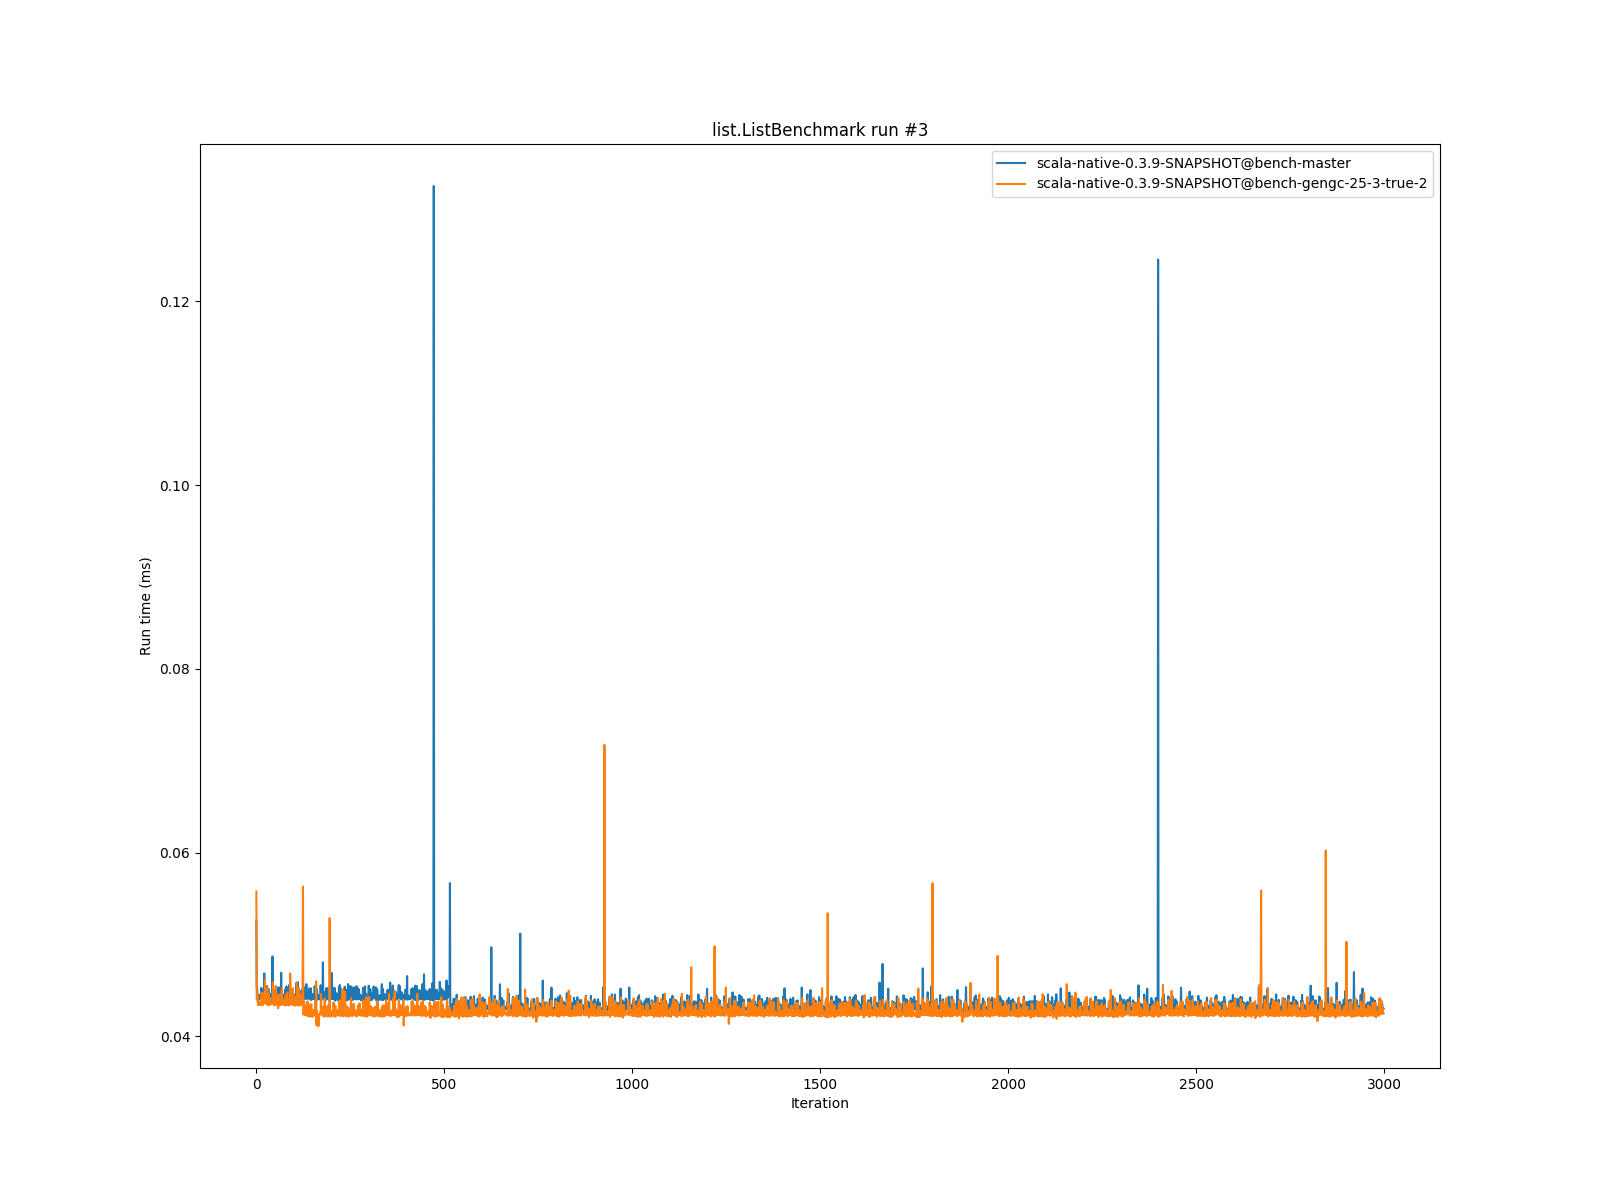 list.ListBenchmark run #3
scala-native-0.3.9-SNAPSHOT@bench-master
scala-native-0.3.9-SNAPSHOT@bench-gengc-25-3-true-2
Run time (ms)
0.12
0.10
0.08
0.06
0.04
0 500 1000 1500 2000 2500 3000
Iteration